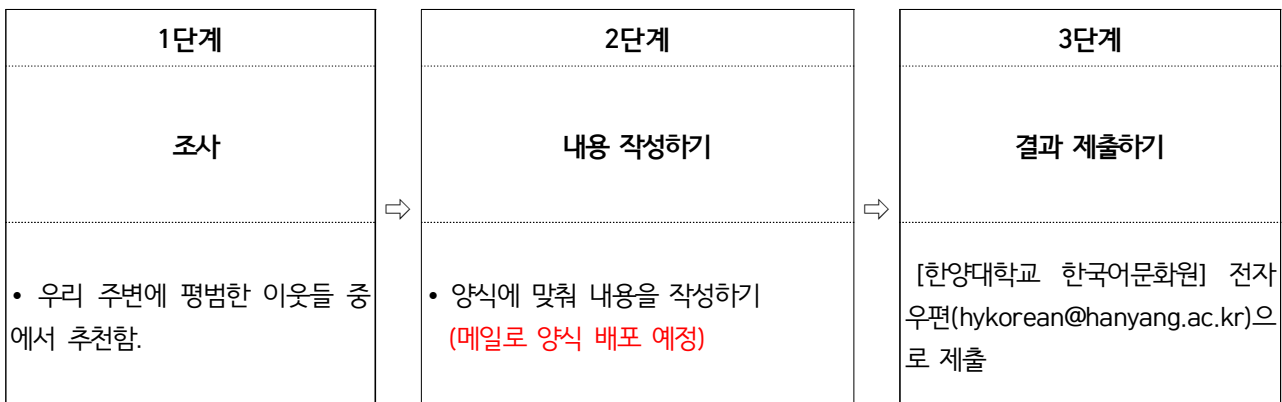 1단계
조사
• 우리 주변에 평범한 이웃들 중
에서 추천함.
⇨
2단계
내용 작성하기
• 양식에 맞춰 내용을 작성하기
(메일로 양식 배포 예정)
⇨
3단계
결과 제출하기
[한양대학교 한국어문화원] 전자
우편(hykorean@hanyang.ac.kr)으
로 제출